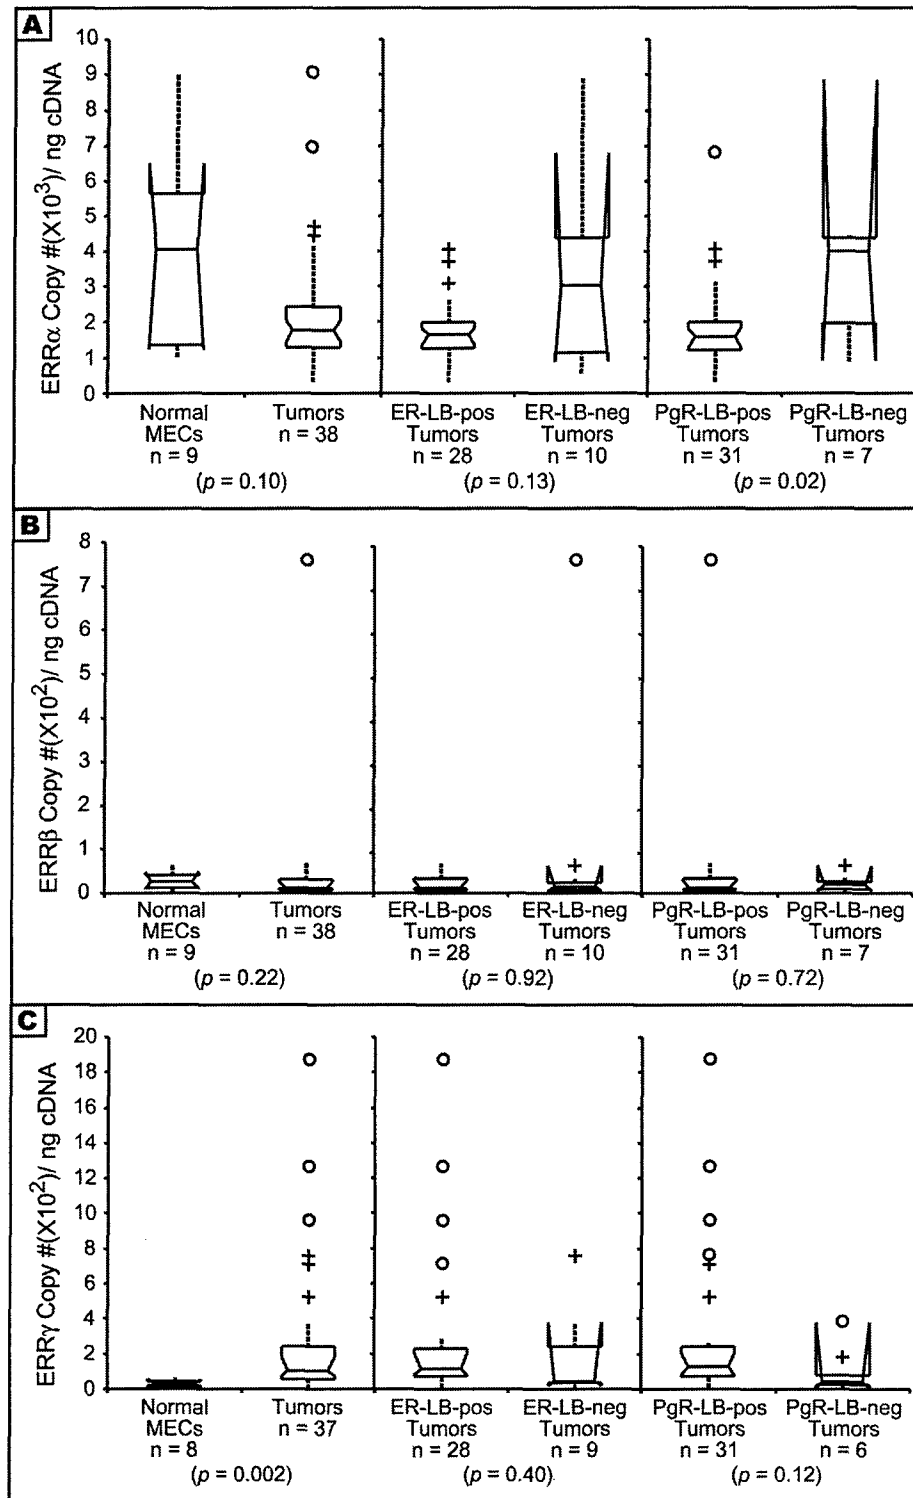 A
ERRα Copy #(X10³)/ ng cDNA
10
9
8
7
6
5
4
3
2
1
0
Normal MECs n = 9
Tumors n = 38
ER-LB-pos Tumors n = 28
ER-LB-neg Tumors n = 10
PgR-LB-pos Tumors n = 31
PgR-LB-neg Tumors n = 7
(p = 0.10)
(p = 0.13)
(p = 0.02)
B
ERRβ Copy #(X10²)/ ng cDNA
8
7
6
5
4
3
2
1
0
Normal MECs n = 9
Tumors n = 38
ER-LB-pos Tumors n = 28
ER-LB-neg Tumors n = 10
PgR-LB-pos Tumors n = 31
PgR-LB-neg Tumors n = 7
(p = 0.22)
(p = 0.92)
(p = 0.72)
C
ERRγ Copy #(X10²)/ ng cDNA
20
18
16
14
12
10
8
6
4
2
0
Normal MECs n = 8
Tumors n = 37
ER-LB-pos Tumors n = 28
ER-LB-neg Tumors n = 9
PgR-LB-pos Tumors n = 31
PgR-LB-neg Tumors n = 6
(p = 0.002)
(p = 0.40)
(p = 0.12)